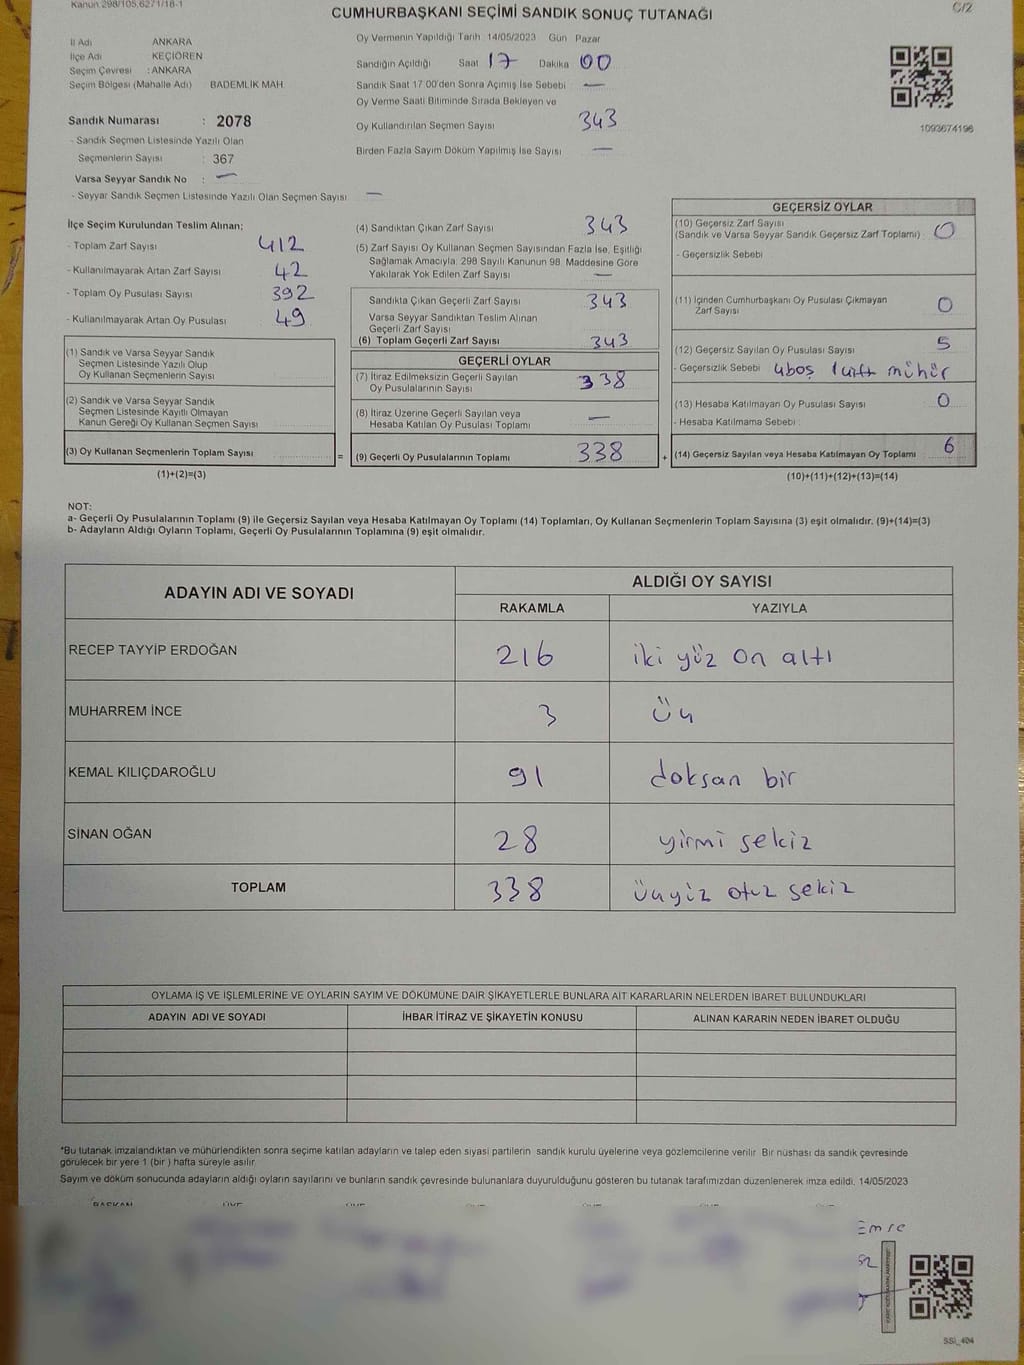 Kanun 298/105,6271/18-1
C/2
CUMHURBAŞKANI SEÇİMİ SANDIK SONUÇ TUTANAĞI
İl Adı ANKARA
İlçe Adı KEÇİÖREN
Seçim Çevresi : ANKARA
Seçim Bölgesi (Mahalle Adı) BADEMLİK MAH.
Sandık Numarası : 2078
- Sandık Seçmen Listesinde Yazılı Olan
Seçmenlerin Sayısı : 367
Varsa Seyyar Sandık No : —
- Seyyar Sandık Seçmen Listesinde Yazılı Olan Seçmen Sayısı —
Oy Vermenin Yapıldığı Tarih 14/05/2023 Gün Pazar
Sandığın Açıldığı Saat 17 Dakika 00
Sandık Saat 17 00'den Sonra Açımış İse Sebebi —
Oy Verme Saati Bitiminde Sırada Bekleyen ve
Oy Kullandırılan Seçmen Sayısı 343
Birden Fazla Sayım Döküm Yapılmış İse Sayısı —
1093674196
İlçe Seçim Kurulundan Teslim Alınan;
- Toplam Zarf Sayısı 412
- Kullanılmayarak Artan Zarf Sayısı 42
- Toplam Oy Pusulası Sayısı 392
- Kullanılmayarak Artan Oy Pusulası 49
(1) Sandık ve Varsa Seyyar Sandık
Seçmen Listesinde Yazılı Olup
Oy Kullanan Seçmenlerin Sayısı
(2) Sandık ve Varsa Seyyar Sandık
Seçmen Listesinde Kayıtlı Olmayan
Kanun Gereği Oy Kullanan Seçmen Sayısı
(3) Oy Kullanan Seçmenlerin Toplam Sayısı
(1)+(2)=(3)
=
(4) Sandıktan Çıkan Zarf Sayısı 343
(5) Zarf Sayısı Oy Kullanan Seçmen Sayısından Fazla İse, Eşitliği
Sağlamak Amacıyla; 298 Sayılı Kanunun 98. Maddesine Göre
Yakılarak Yok Edilen Zarf Sayısı —
Sandıkta Çıkan Geçerli Zarf Sayısı 343
Varsa Seyyar Sandıktan Teslim Alınan
Geçerli Zarf Sayısı
(6) Toplam Geçerli Zarf Sayısı 343
GEÇERLİ OYLAR
(7) İtiraz Edilmeksizin Geçerli Sayılan
Oy Pusulalarının Sayısı 338
(8) İtiraz Üzerine Geçerli Sayılan veya
Hesaba Katılan Oy Pusulası Toplamı —
(9) Geçerli Oy Pusulalarının Toplamı 338
+
GEÇERSİZ OYLAR
(10) Geçersiz Zarf Sayısı
(Sandık ve Varsa Seyyar Sandık Geçersiz Zarf Toplamı) 0
- Geçersizlik Sebebi
(11) İçinden Cumhurbaşkanı Oy Pusulası Çıkmayan
Zarf Sayısı 0
(12) Geçersiz Sayılan Oy Pusulası Sayısı 5
- Geçersizlik Sebebi 4boş 1 çift mühür
(13) Hesaba Katılmayan Oy Pusulası Sayısı 0
- Hesaba Katılmama Sebebi
(14) Geçersiz Sayılan veya Hesaba Katılmayan Oy Toplamı 6
(10)+(11)+(12)+(13)=(14)
NOT:
a- Geçerli Oy Pusulalarının Toplamı (9) ile Geçersiz Sayılan veya Hesaba Katılmayan Oy Toplamı (14) Toplamları, Oy Kullanan Seçmenlerin Toplam Sayısına (3) eşit olmalıdır. (9)+(14)=(3)
b- Adayların Aldığı Oyların Toplamı, Geçerli Oy Pusulalarının Toplamına (9) eşit olmalıdır.
ADAYIN ADI VE SOYADI
ALDIĞI OY SAYISI
RAKAMLA YAZIYLA
RECEP TAYYİP ERDOĞAN 216 iki yüz on altı
MUHARREM İNCE 3 Üç
KEMAL KILIÇDAROĞLU 91 doksan bir
SİNAN OĞAN 28 yirmi sekiz
TOPLAM 338 üçyüz otuz sekiz
OYLAMA İŞ VE İŞLEMLERİNE VE OYLARIN SAYIM VE DÖKÜMÜNE DAİR ŞİKAYETLERLE BUNLARA AİT KARARLARIN NELERDEN İBARET BULUNDUKLARI
ADAYIN ADI VE SOYADI İHBAR İTİRAZ VE ŞİKAYETİN KONUSU ALINAN KARARIN NEDEN İBARET OLDUĞU
*Bu tutanak imzalandıktan ve mühürlendikten sonra seçime katılan adayların ve talep eden siyasi partilerin sandık kurulu üyelerine veya gözlemcilerine verilir. Bir nüshası da sandık çevresinde
görülecek bir yere 1 (bir ) hafta süreyle asılır.
Sayım ve döküm sonucunda adayların aldığı oyların sayılarını ve bunların sandık çevresinde bulunanlara duyurulduğunu gösteren bu tutanak tarafımızdan düzenlenerek imza edildi. 14/05/2023
BAŞKAN ÜYE ÜYE ÜYE ÜYE ÜYE
Emre
SSİ_404